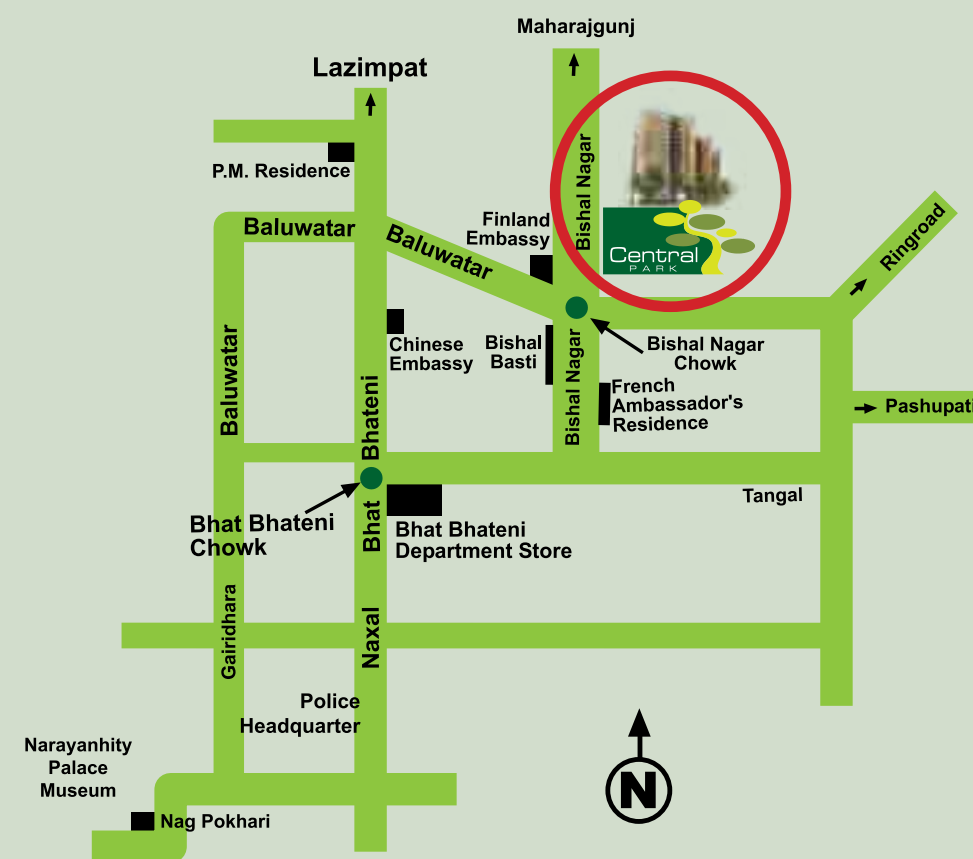 Maharajgunj
Lazimpat
P.M. Residence
Bishal Nagar
Finland
Embassy
Baluwatar
Baluwatar
Central
PARK
Ringroad
Chinese
Embassy
Bishal
Basti
Bishal Nagar
Chowk
Baluwatar
Bhateni
Bishal Nagar
French
Ambassador's
Residence
Pashupati
Tangal
Bhat Bhateni
Chowk
Bhat
Bhat Bhateni
Department Store
Gairidhara
Naxal
Police
Headquarter
Narayanhity
Palace
Museum
Nag Pokhari
N